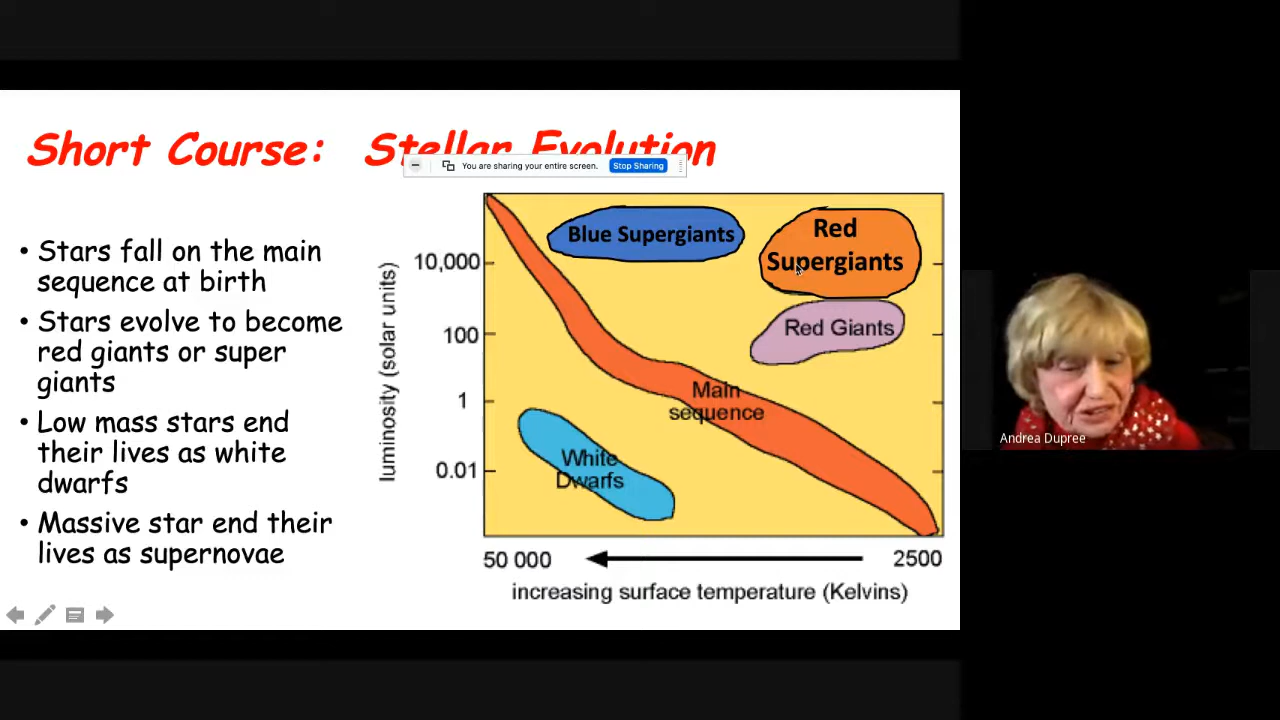 Short Course: Stellar Evolution
You are sharing your entire screen. Stop Sharing
• Stars fall on the main
sequence at birth
• Stars evolve to become
red giants or super
giants
• Low mass stars end
their lives as white
dwarfs
• Massive star end their
lives as supernovae
luminosity (solar units)
10,000
100
1
0.01
Blue Supergiants
Red
Supergiants
Red Giants
Main
sequence
White
Dwarfs
50 000
2500
increasing surface temperature (Kelvins)
Andrea Dupree